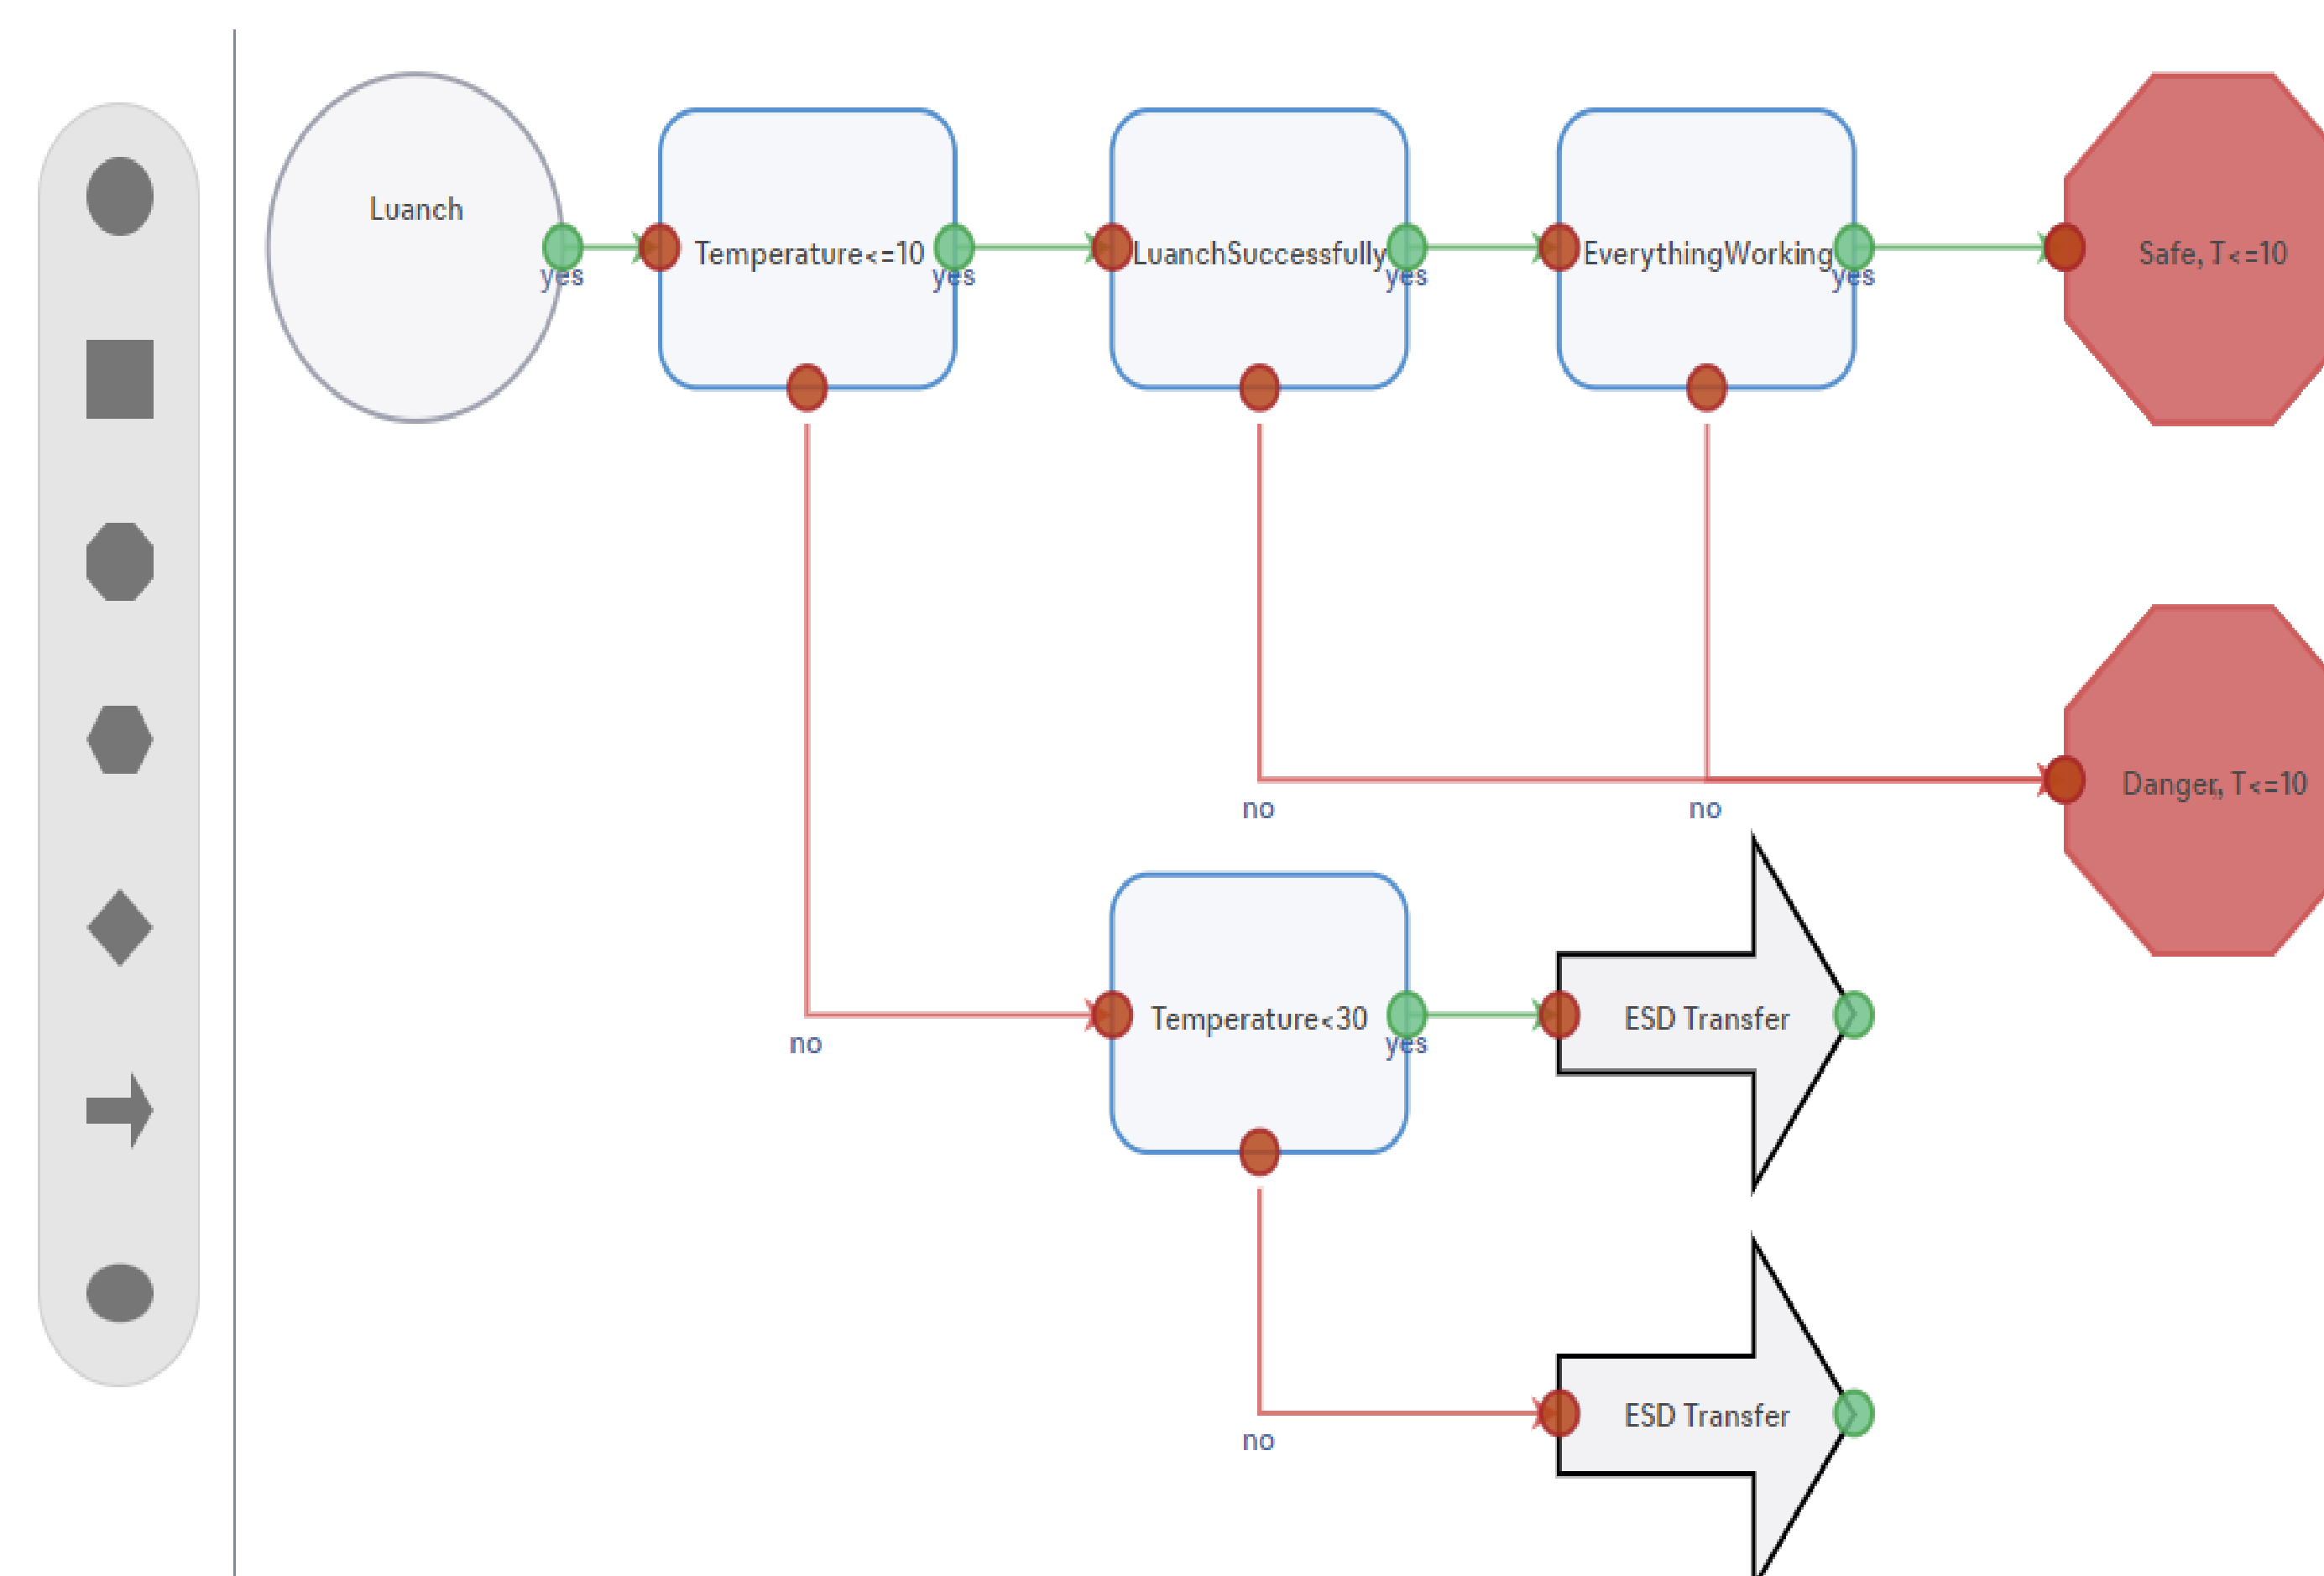 Luanch
yes
Temperature<=10
yes
LuanchSuccessfully
yes
EverythingWorking
yes
Safe, T<=10
no
no
Danger, T<=10
no
Temperature<30
yes
ESD Transfer
no
ESD Transfer